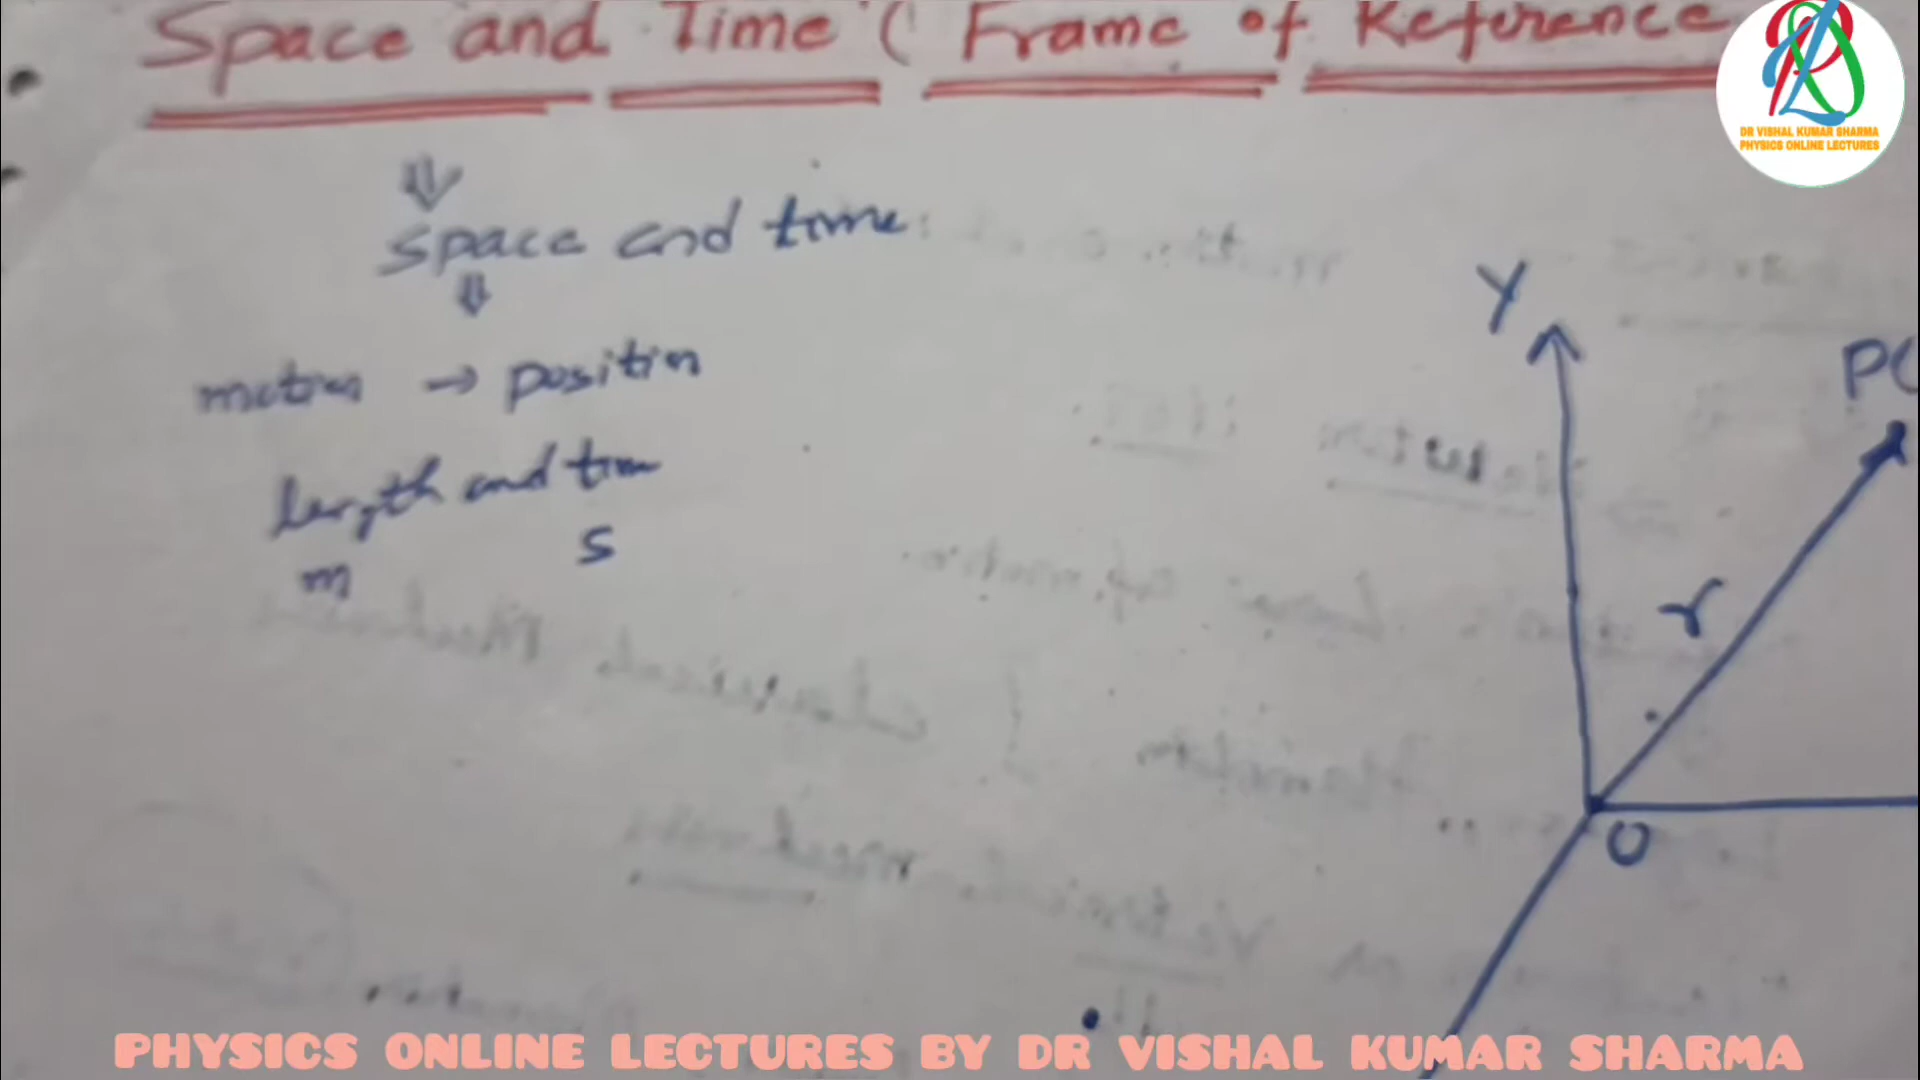 Space and Time ( Frame of Reference
DR VISHAL KUMAR SHARMA
PHYSICS ONLINE LECTURES
space and time
motion → position
length and time
m s
Y
P(
r
O
PHYSICS ONLINE LECTURES BY DR VISHAL KUMAR SHARMA